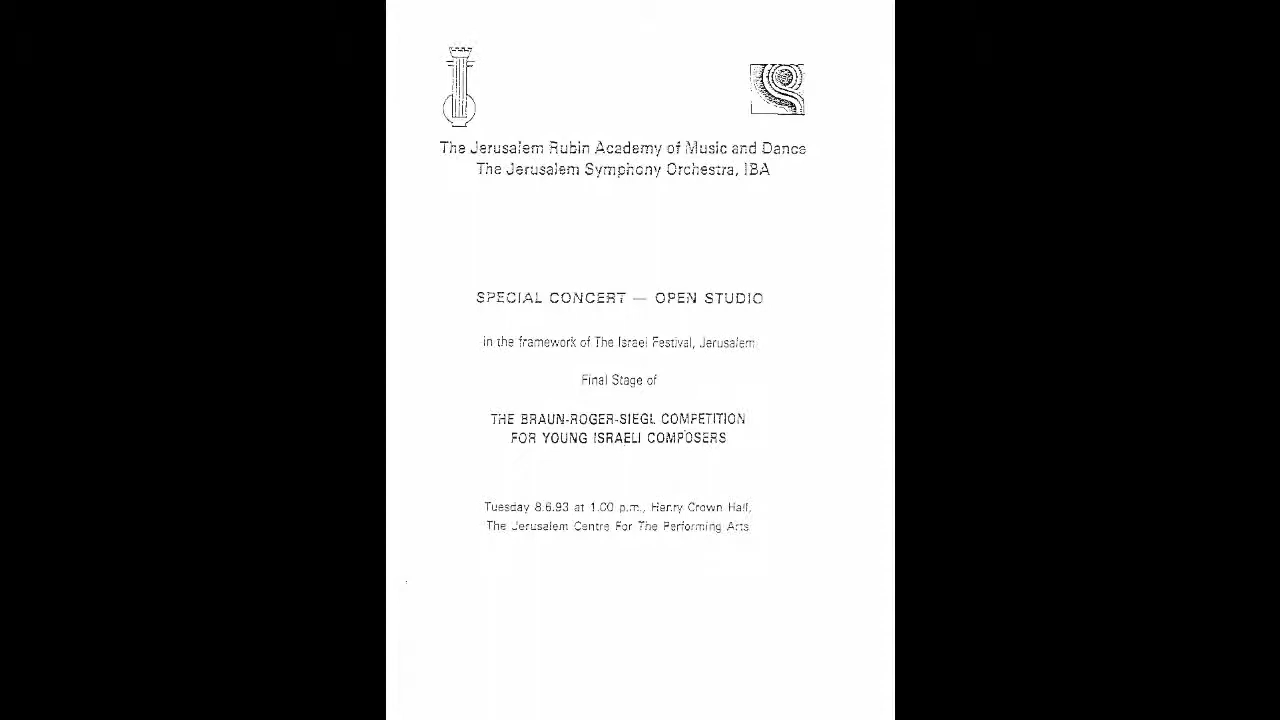 The Jerusalem Rubin Academy of Music and Dance
The Jerusalem Symphony Orchestra, IBA
SPECIAL CONCERT — OPEN STUDIO
in the framework of The Israel Festival, Jerusalem
Final Stage of
THE BRAUN-ROGER-SIEGL COMPETITION
FOR YOUNG ISRAELI COMPOSERS
Tuesday 8.6.93 at 1.00 p.m., Henry Crown Hall,
The Jerusalem Centre For The Performing Arts